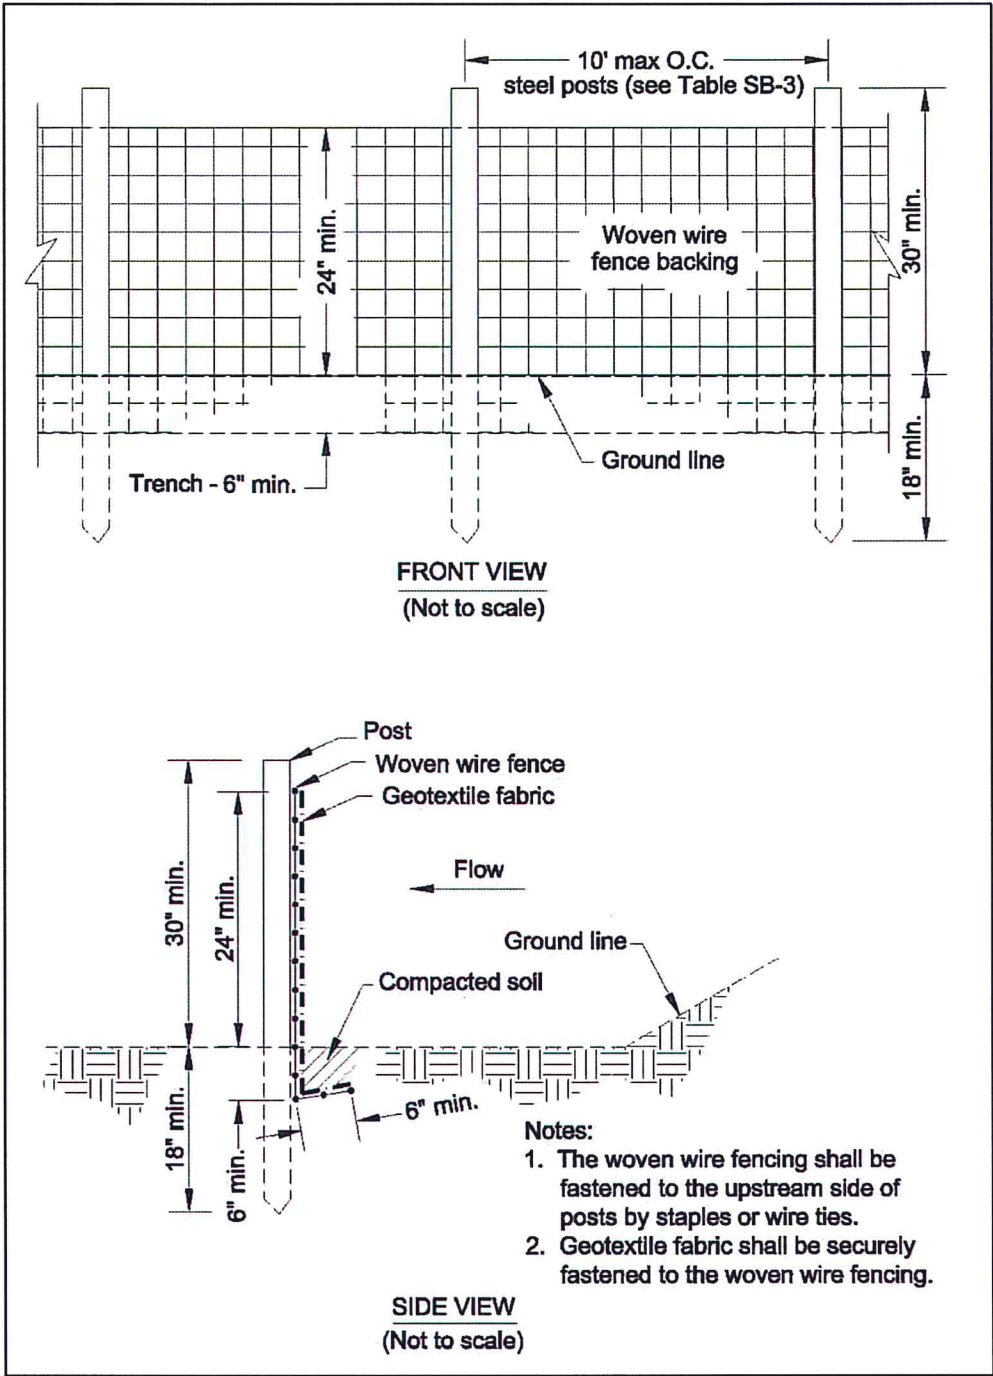 10' max O.C.
steel posts (see Table SB-3)
24" min.
Woven wire
fence backing
30" min.
18" min.
Ground line
Trench - 6" min.
FRONT VIEW
(Not to scale)
Post
Woven wire fence
Geotextile fabric
Flow
30" min.
24" min.
Ground line
Compacted soil
18" min.
6" min.
6" min.
Notes:
1. The woven wire fencing shall be
fastened to the upstream side of
posts by staples or wire ties.
2. Geotextile fabric shall be securely
fastened to the woven wire fencing.
SIDE VIEW
(Not to scale)